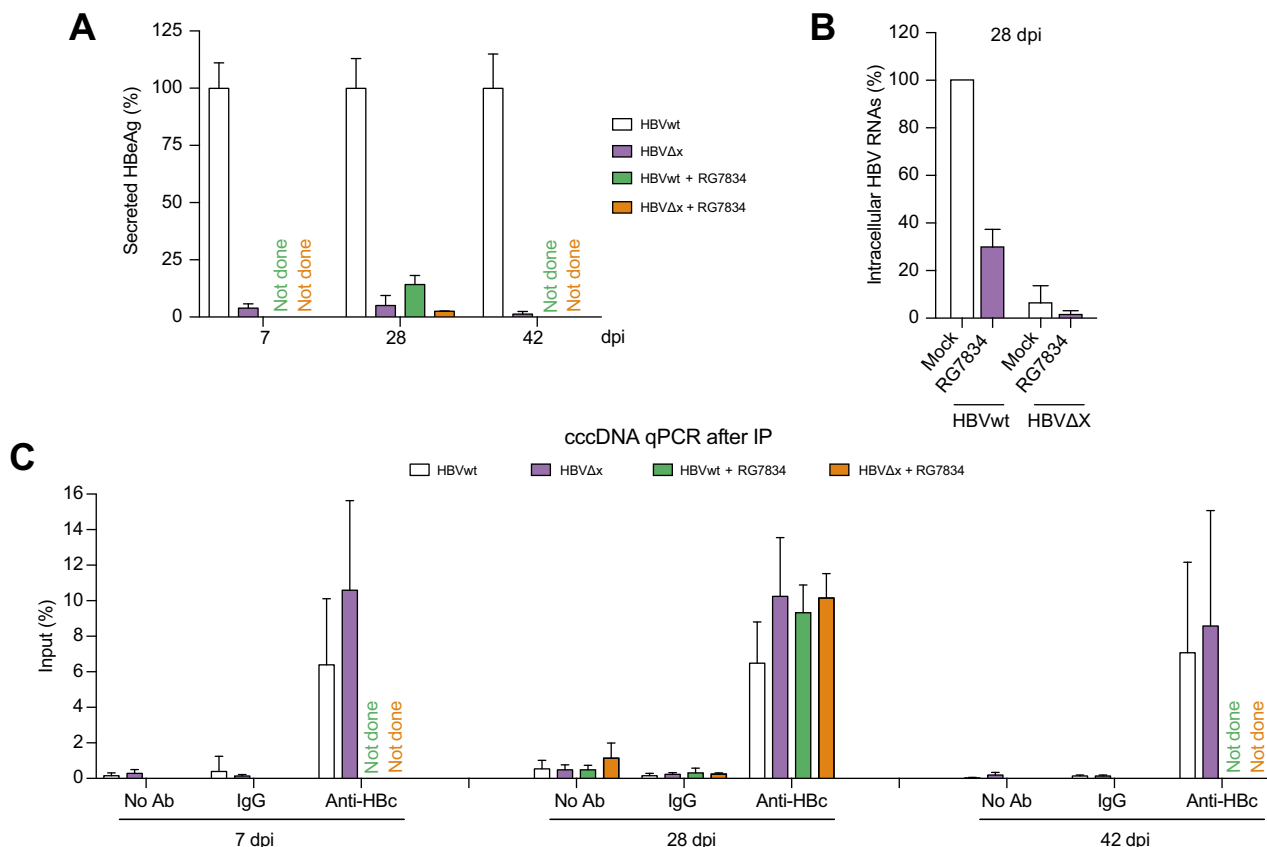 A
Secreted HBeAg (%)
125
100
75
50
25
0
Not done
Not done
Not done
Not done
7
28
42
dpi
HBVwt
HBVΔx
HBVwt + RG7834
HBVΔx + RG7834
B
28 dpi
Intracellular HBV RNAs (%)
120
100
80
60
40
20
0
Mock
RG7834
Mock
RG7834
HBVwt
HBVΔX
C
cccDNA qPCR after IP
HBVwt
HBVΔx
HBVwt + RG7834
HBVΔx + RG7834
Input (%)
16
14
12
10
8
6
4
2
0
Not done
Not done
Not done
Not done
No Ab
IgG
Anti-HBc
No Ab
IgG
Anti-HBc
No Ab
IgG
Anti-HBc
7 dpi
28 dpi
42 dpi